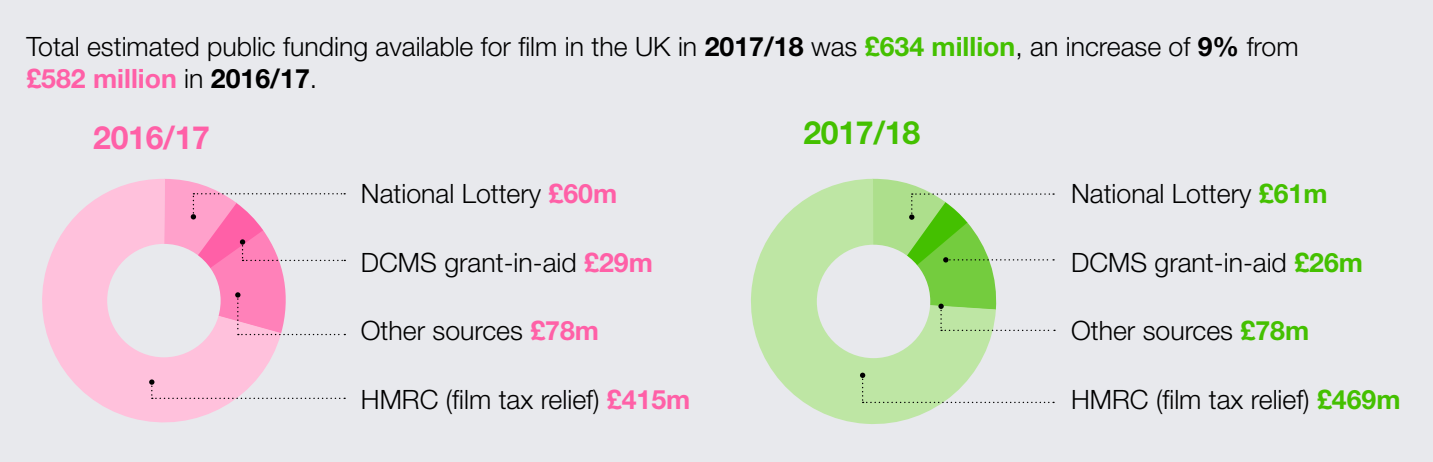 Total estimated public funding available for film in the UK in 2017/18 was £634 million, an increase of 9% from
£582 million in 2016/17.
2016/17
National Lottery £60m
DCMS grant-in-aid £29m
Other sources £78m
HMRC (film tax relief) £415m
2017/18
National Lottery £61m
DCMS grant-in-aid £26m
Other sources £78m
HMRC (film tax relief) £469m